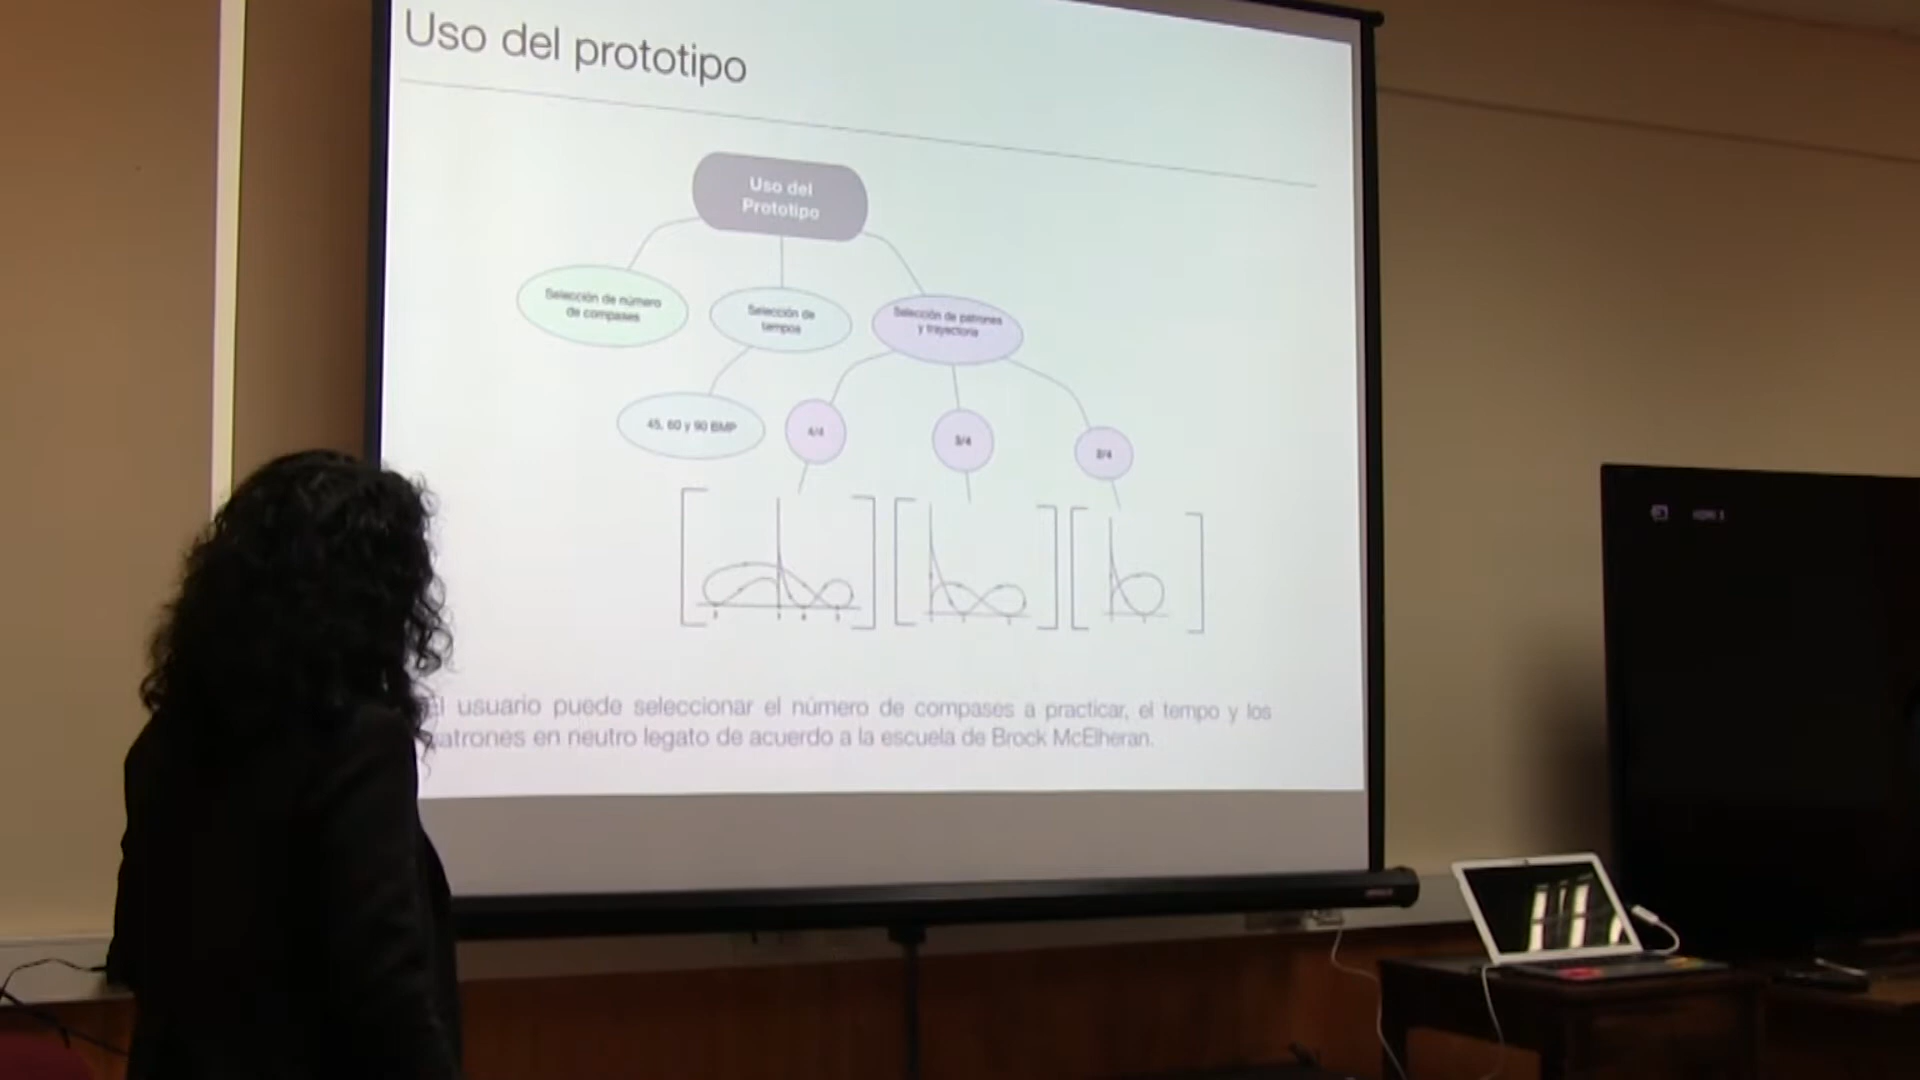 Uso del prototipo
Uso del
Prototipo
Selección de número
de compases
Selección de
tempos
Selección de patrones
y trayectoria
45, 60 y 90 BMP
4/4
3/4
2/4
El usuario puede seleccionar el número de compases a practicar, el tempo y los
patrones en neutro legato de acuerdo a la escuela de Brock McElheran.